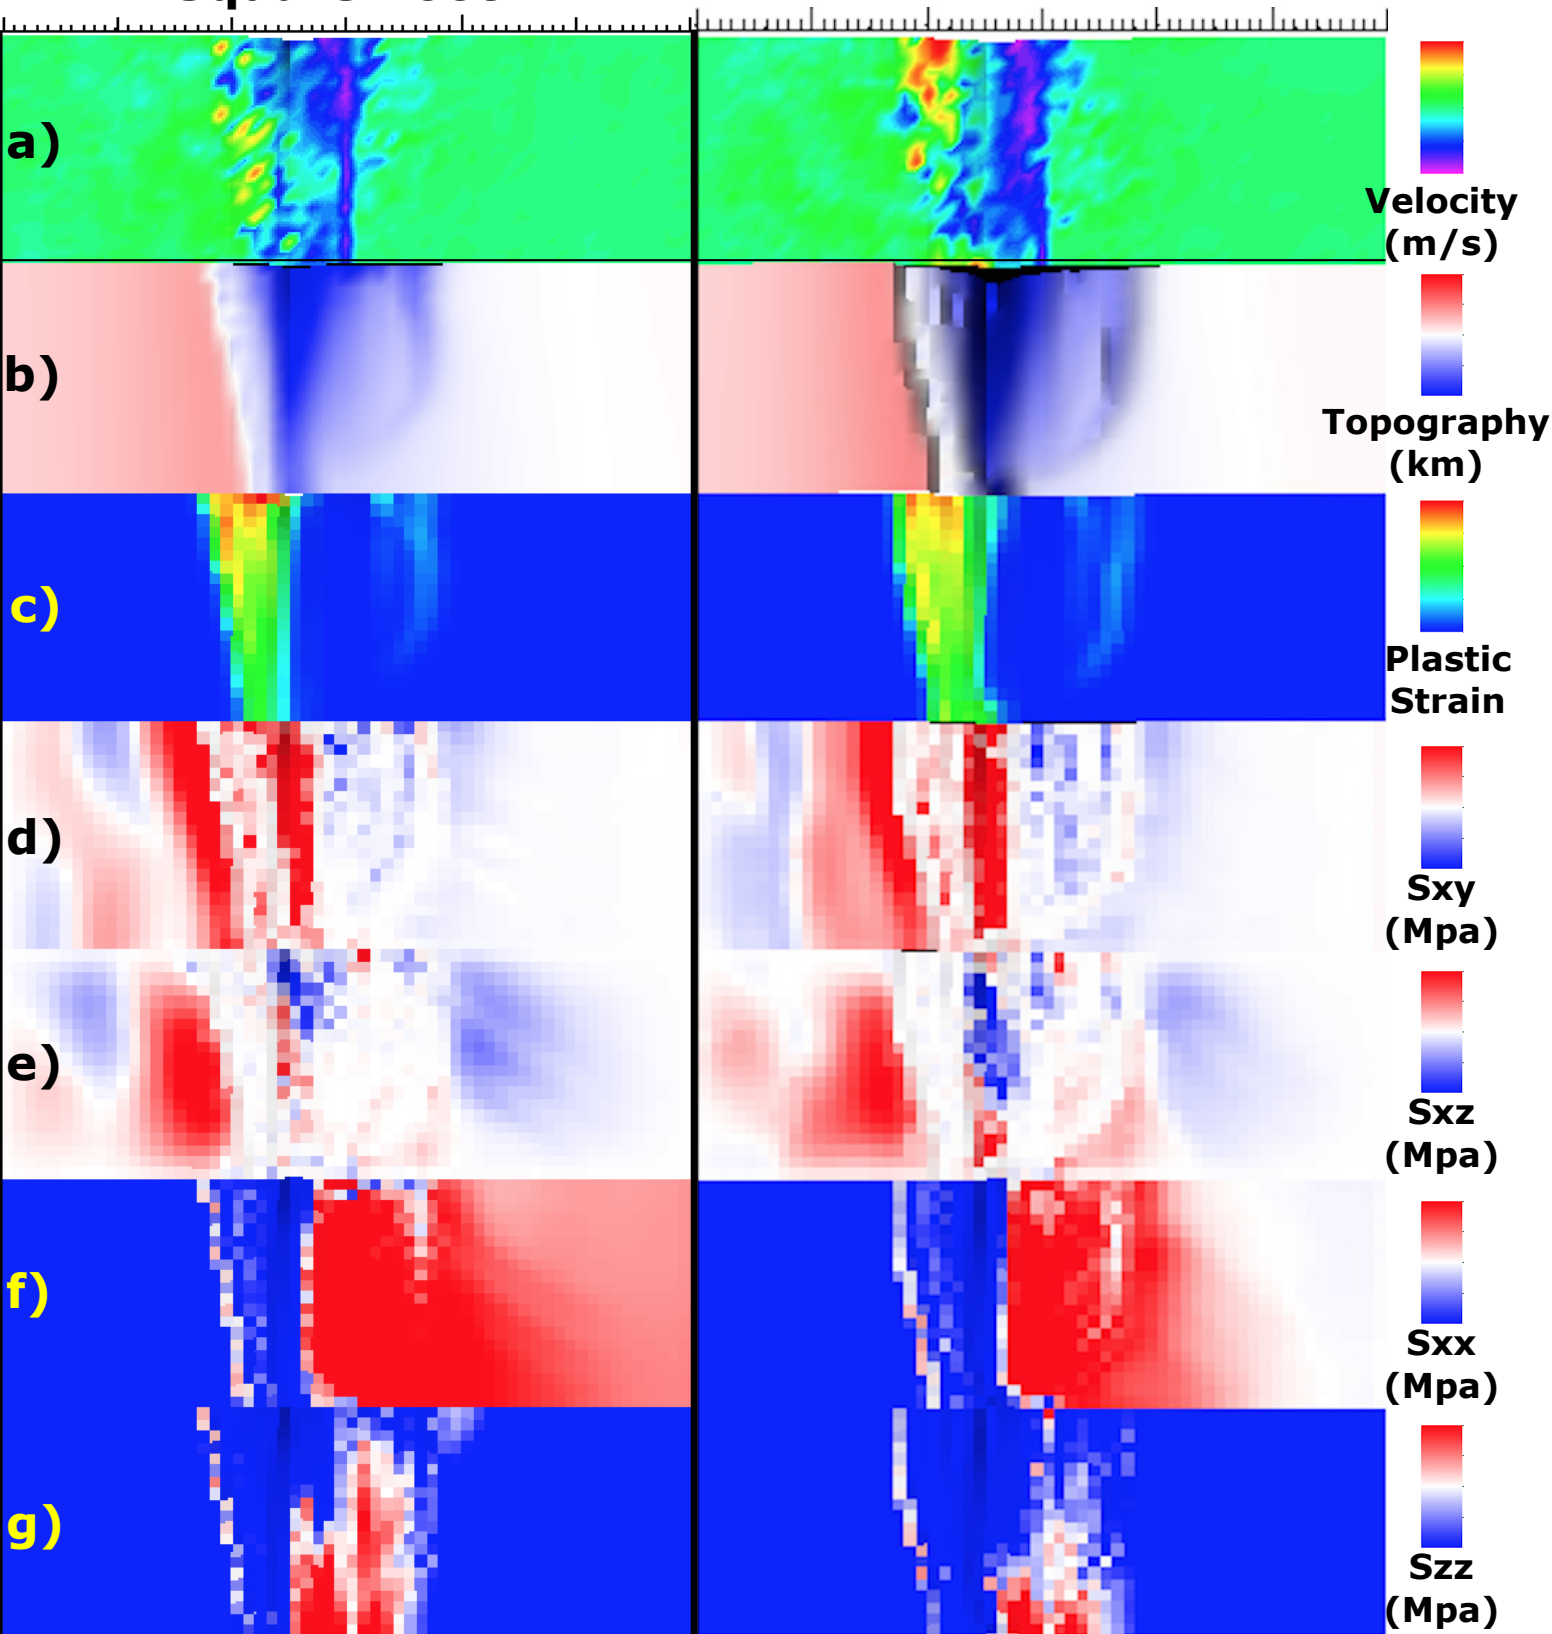 a)
Velocity
(m/s)
b)
Topography
(km)
c)
Plastic
Strain
d)
Sxy
(Mpa)
e)
Sxz
(Mpa)
f)
Sxx
(Mpa)
g)
Szz
(Mpa)